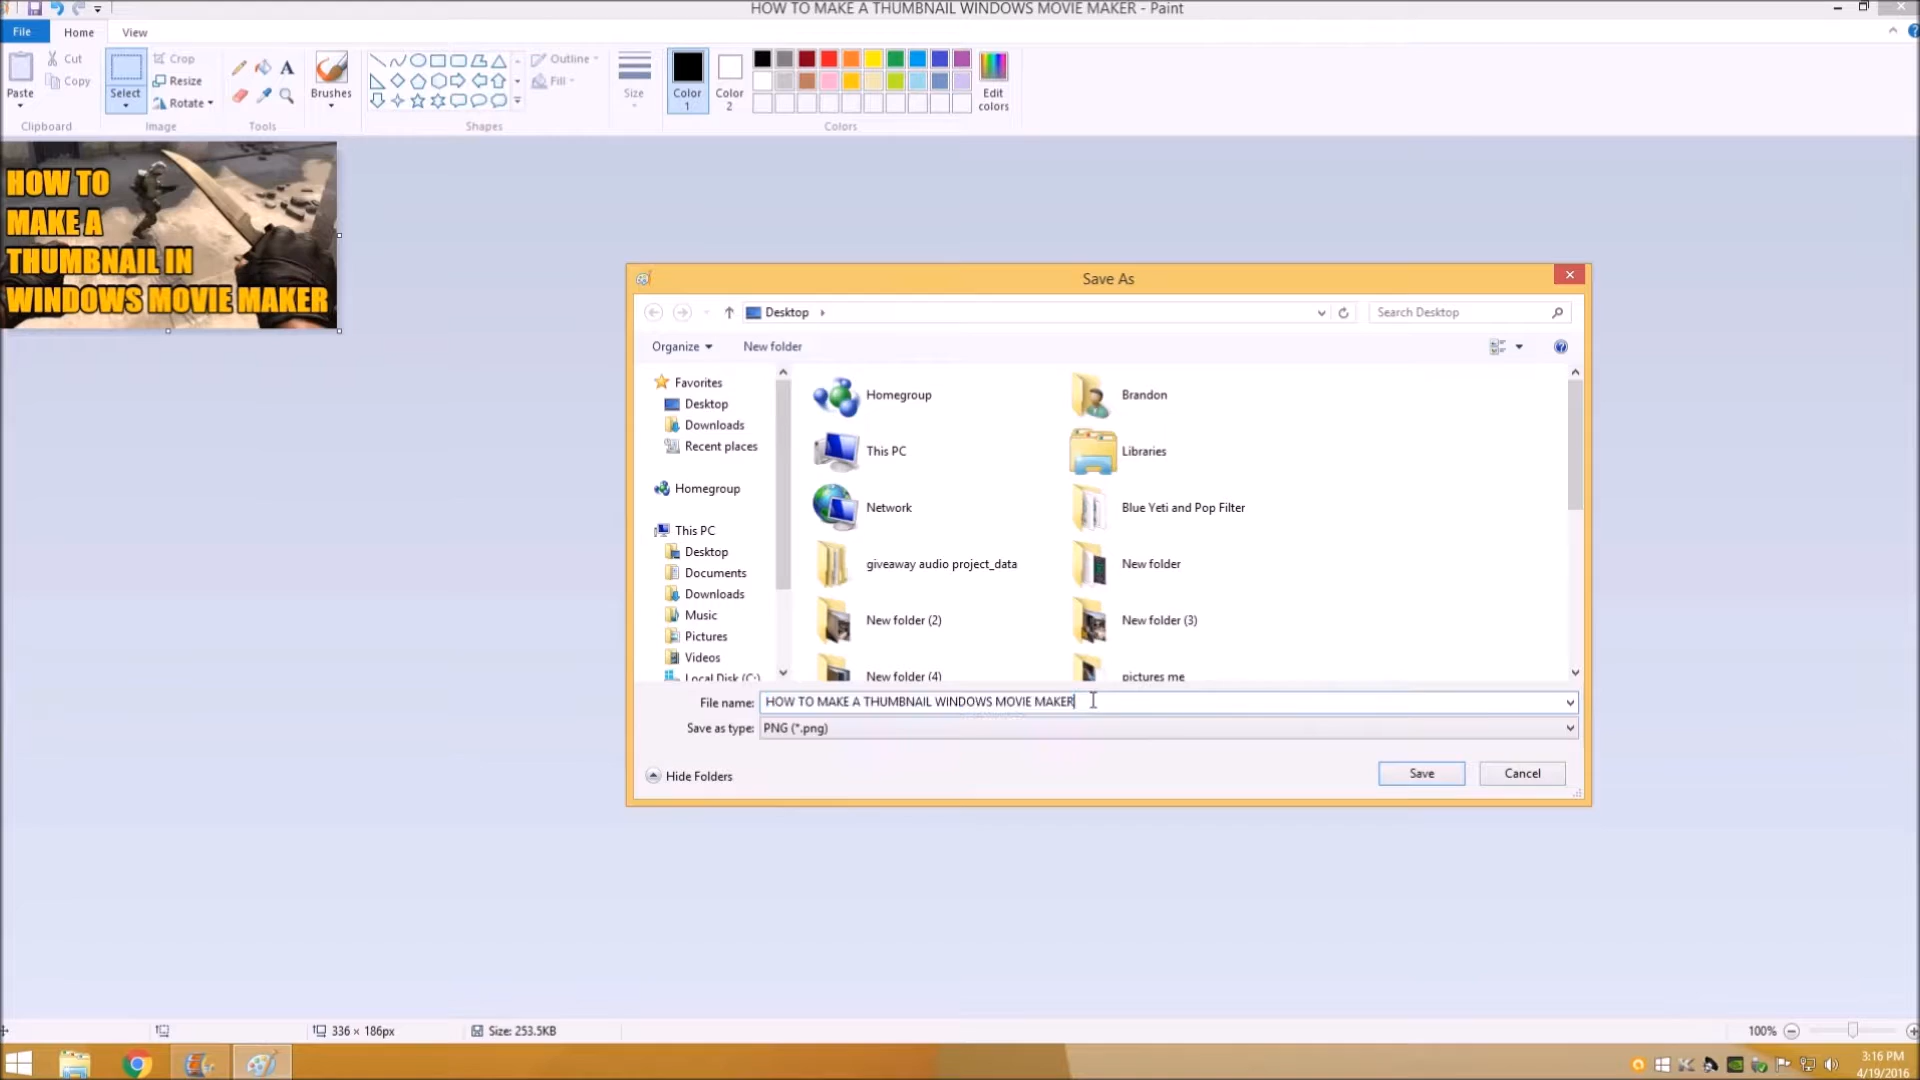 HOW TO MAKE A THUMBNAIL WINDOWS MOVIE MAKER - Paint
File Home View
Cut
Copy
Paste
Clipboard
Select
Crop
Resize
Rotate
Image
A
Tools
Brushes
Shapes
Outline
Fill
Size
Color 1
Color 2
Edit colors
Colors
HOW TO
MAKE A
THUMBNAIL IN
WINDOWS MOVIE MAKER
Save As
Desktop
Search Desktop
Organize New folder
Favorites
Desktop
Downloads
Recent places
Homegroup
This PC
Desktop
Documents
Downloads
Music
Pictures
Videos
Local Disk (C:)
Homegroup Brandon
This PC Libraries
Network Blue Yeti and Pop Filter
giveaway audio project_data New folder
New folder (2) New folder (3)
New folder (4) pictures me
File name: HOW TO MAKE A THUMBNAIL WINDOWS MOVIE MAKER
Save as type: PNG (*.png)
Hide Folders Save Cancel
336 × 186px Size: 253.5KB 100%
3:16 PM
4/19/2016